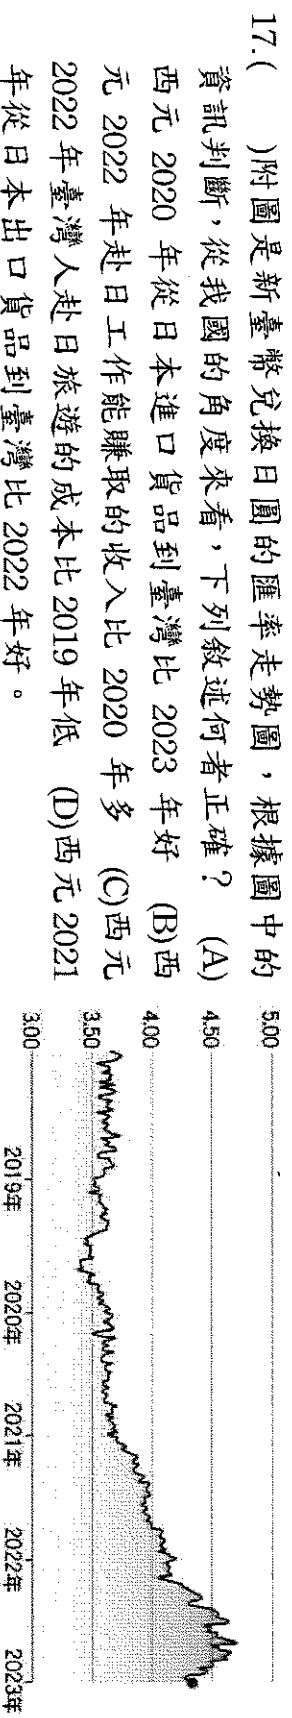 17.(　　)附圖是新臺幣兌換日圓的匯率走勢圖，根據圖中的
資訊判斷，從我國的角度來看，下列敘述何者正確？　(A)
西元 2020 年從日本進口貨品到臺灣比 2023 年好　(B)西
元 2022 年赴日工作能賺取的收入比 2020 年多　(C)西元
2022 年臺灣人赴日旅遊的成本比 2019 年低　(D)西元 2021
年從日本出口貨品到臺灣比 2022 年好。
5.00
4.50
4.00
3.50
3.00
2019年 2020年 2021年 2022年 2023年